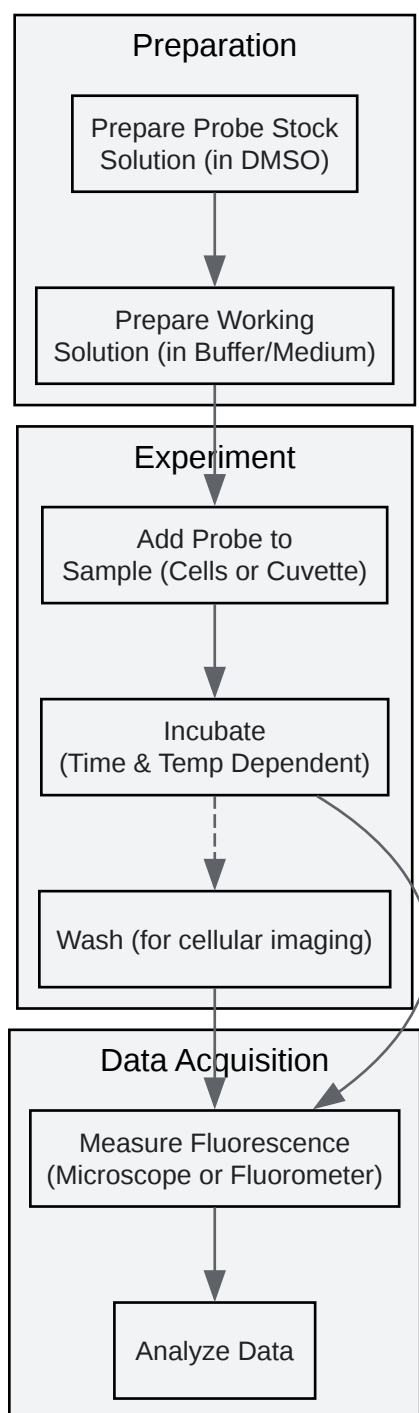 Preparation
Prepare Probe Stock
Solution (in DMSO)
Prepare Working
Solution (in Buffer/Medium)
Experiment
Add Probe to
Sample (Cells or Cuvette)
Incubate
(Time & Temp Dependent)
Wash (for cellular imaging)
Data Acquisition
Measure Fluorescence
(Microscope or Fluorometer)
Analyze Data